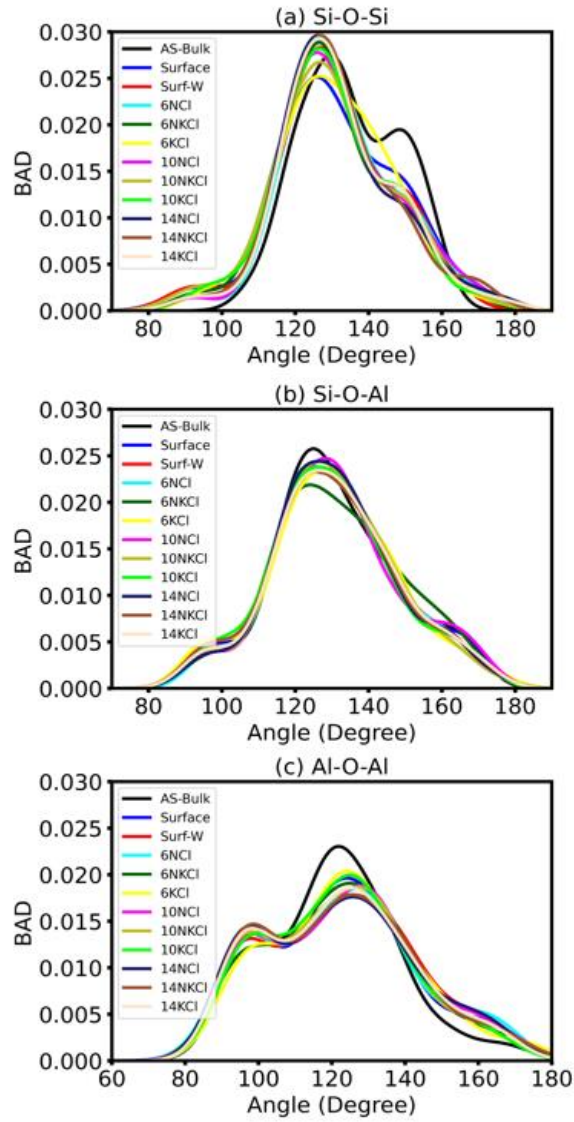 (a) Si-O-Si
0.030
0.025
0.020
0.015
0.010
0.005
0.000
BAD
AS-Bulk
Surface
Surf-W
6NCl
6NKCl
6KCl
10NCl
10NKCl
10KCl
14NCl
14NKCl
14KCl
80 100 120 140 160 180
Angle (Degree)
(b) Si-O-Al
0.030
0.025
0.020
0.015
0.010
0.005
0.000
BAD
AS-Bulk
Surface
Surf-W
6NCl
6NKCl
6KCl
10NCl
10NKCl
10KCl
14NCl
14NKCl
14KCl
80 100 120 140 160 180
Angle (Degree)
(c) Al-O-Al
0.030
0.025
0.020
0.015
0.010
0.005
0.000
BAD
AS-Bulk
Surface
Surf-W
6NCl
6NKCl
6KCl
10NCl
10NKCl
10KCl
14NCl
14NKCl
14KCl
60 80 100 120 140 160 180
Angle (Degree)